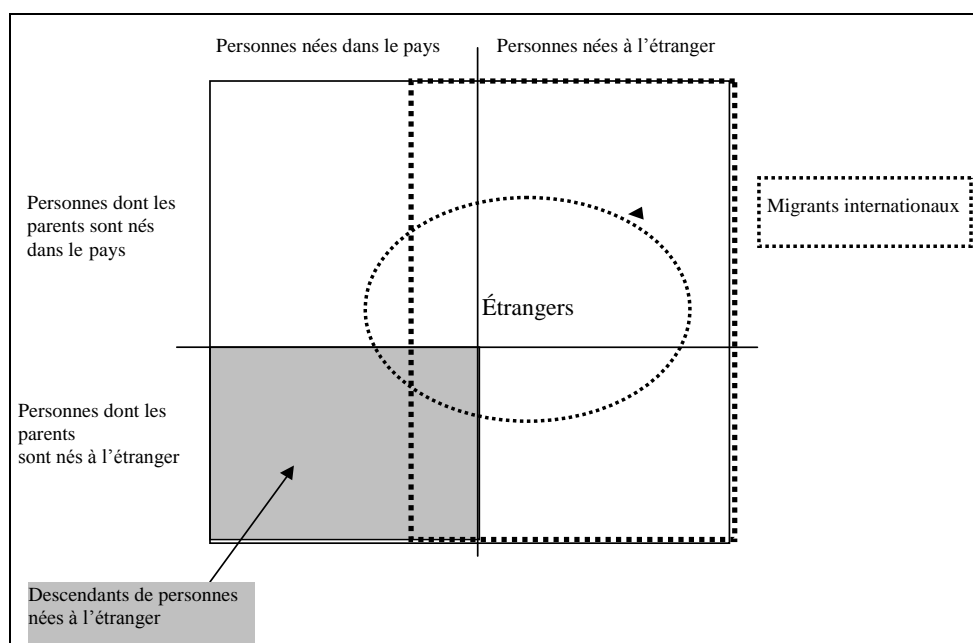 Personnes nées dans le pays
Personnes nées à l’étranger
Personnes dont les
parents sont nés
dans le pays
Migrants internationaux
Étrangers
Personnes dont les
parents
sont nés à l’étranger
Descendants de personnes
nées à l’étranger